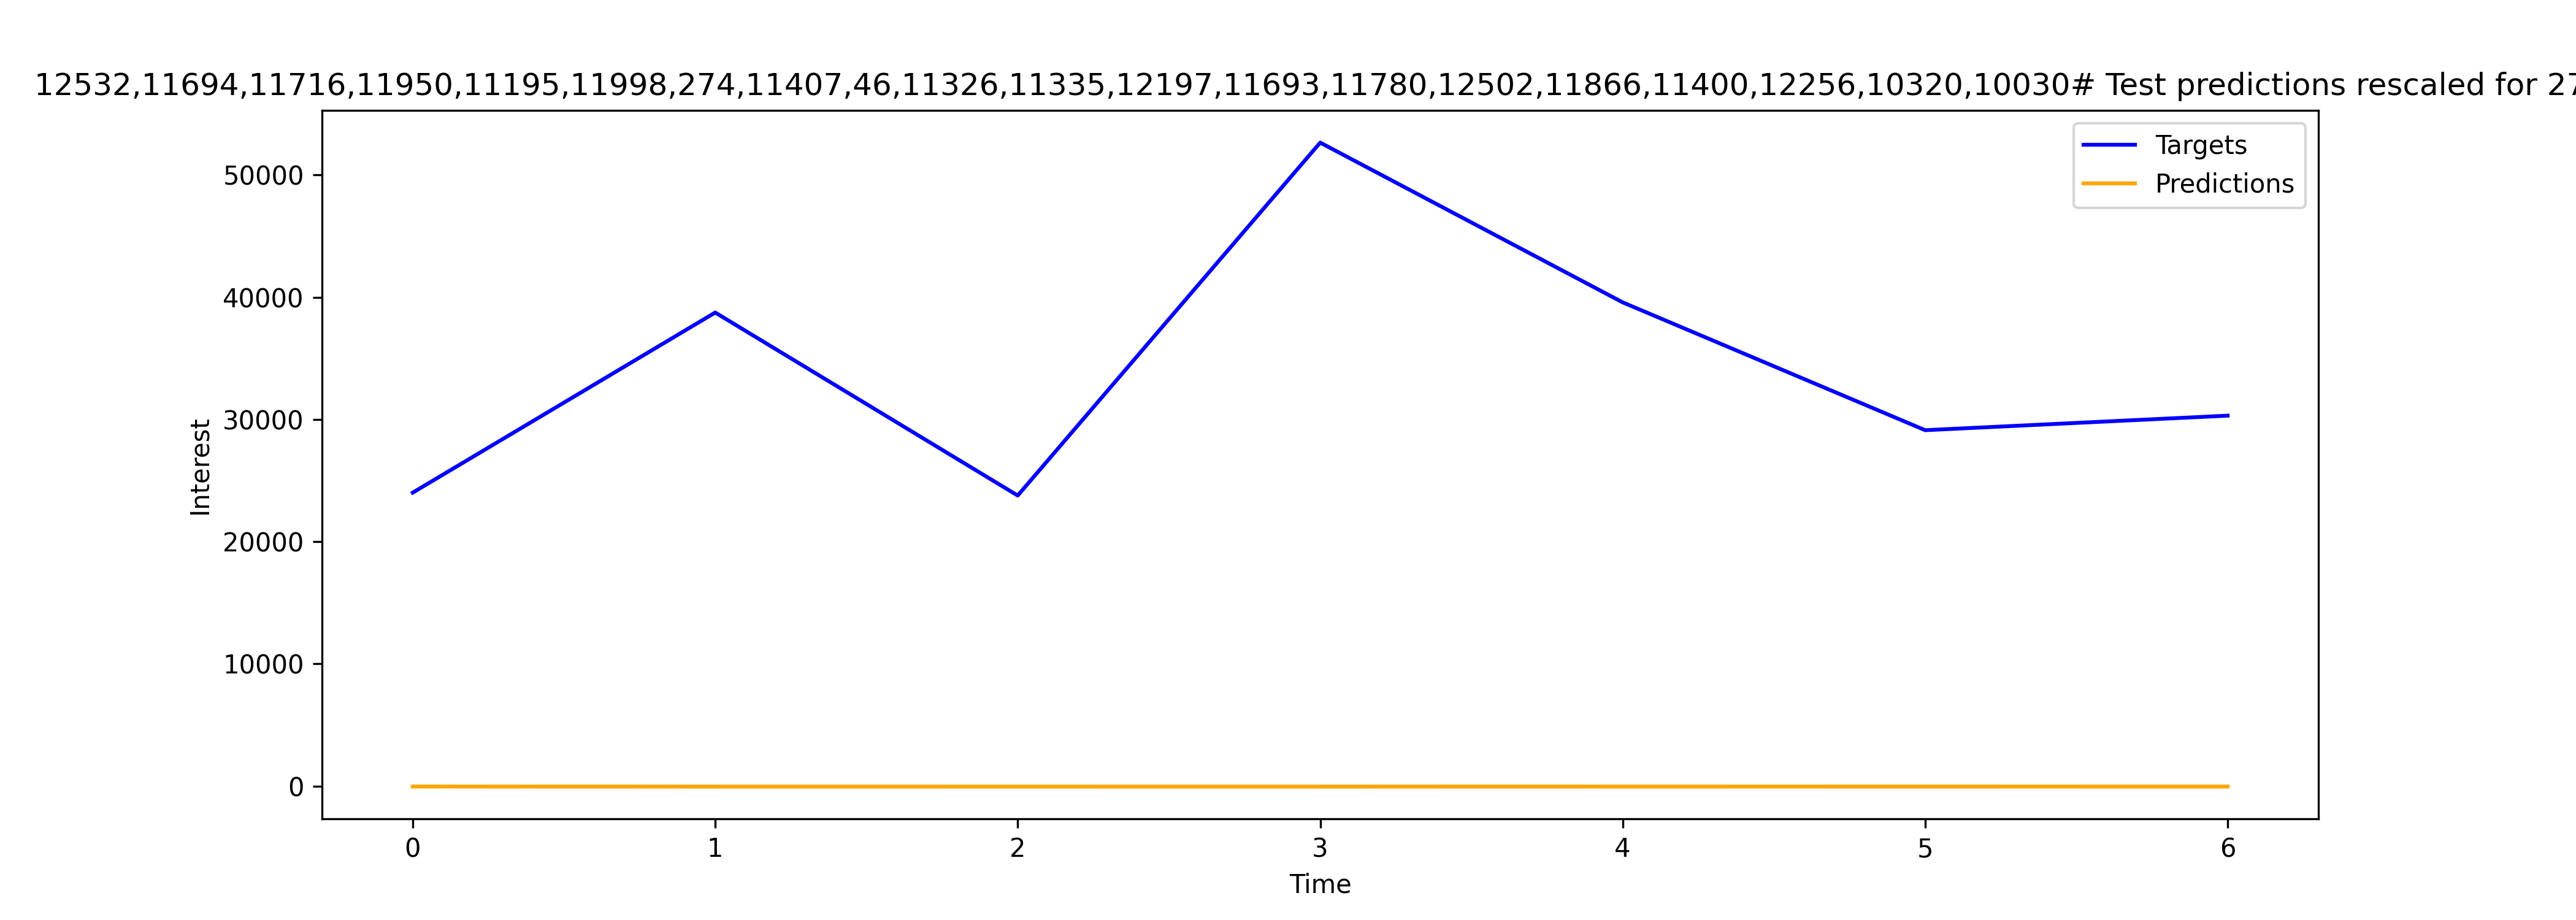 12532,11694,11716,11950,11195,11998,274,11407,46,11326,11335,12197,11693,11780,12502,11866,11400,12256,10320,10030# Test predictions rescaled for 27
Targets
Predictions
50000
40000
30000
20000
10000
0
Interest
0 1 2 3 4 5 6
Time